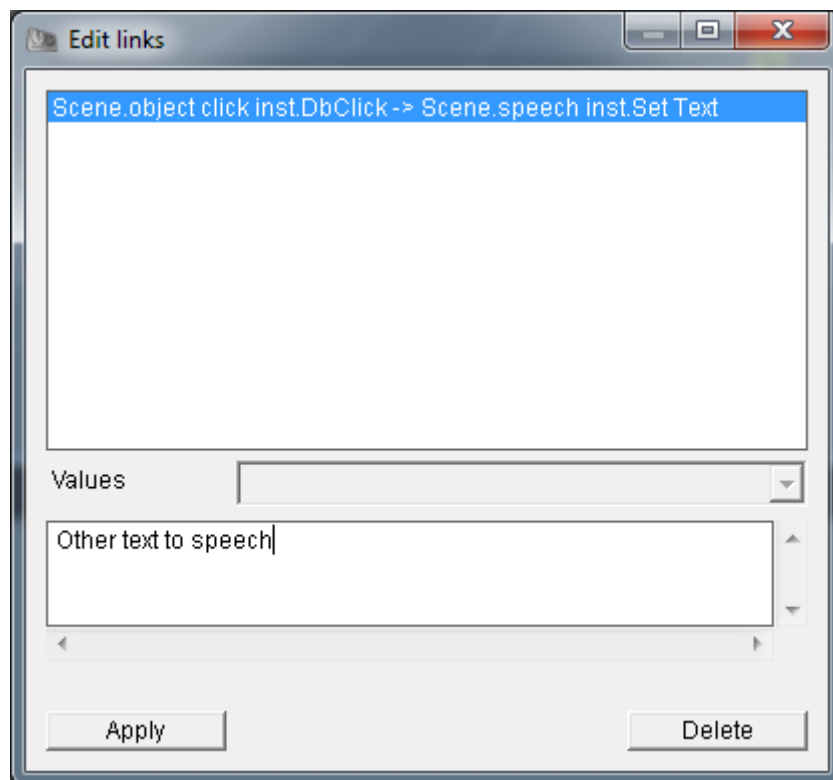 Edit links
Scene.object click inst.DbClick -> Scene.speech inst.Set Text
Values
Other text to speech
Apply
Delete